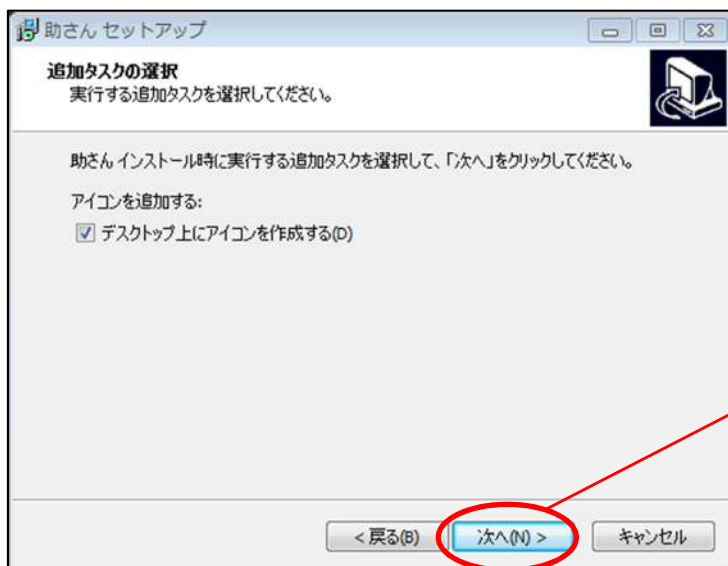 助さん セットアップ
追加タスクの選択
実行する追加タスクを選択してください。
助さん インストール時に実行する追加タスクを選択して、「次へ」をクリックしてください。
アイコンを追加する:
デスクトップ上にアイコンを作成する(D)
< 戻る(B)
次へ(N) >
キャンセル